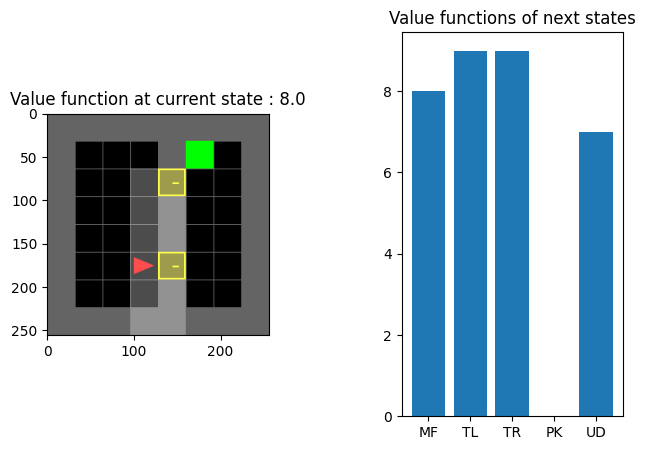 Value function at current state : 8.0
0
50
100
150
200
250
0
100
200
Value functions of next states
8
6
4
2
0
MF
TL
TR
PK
UD